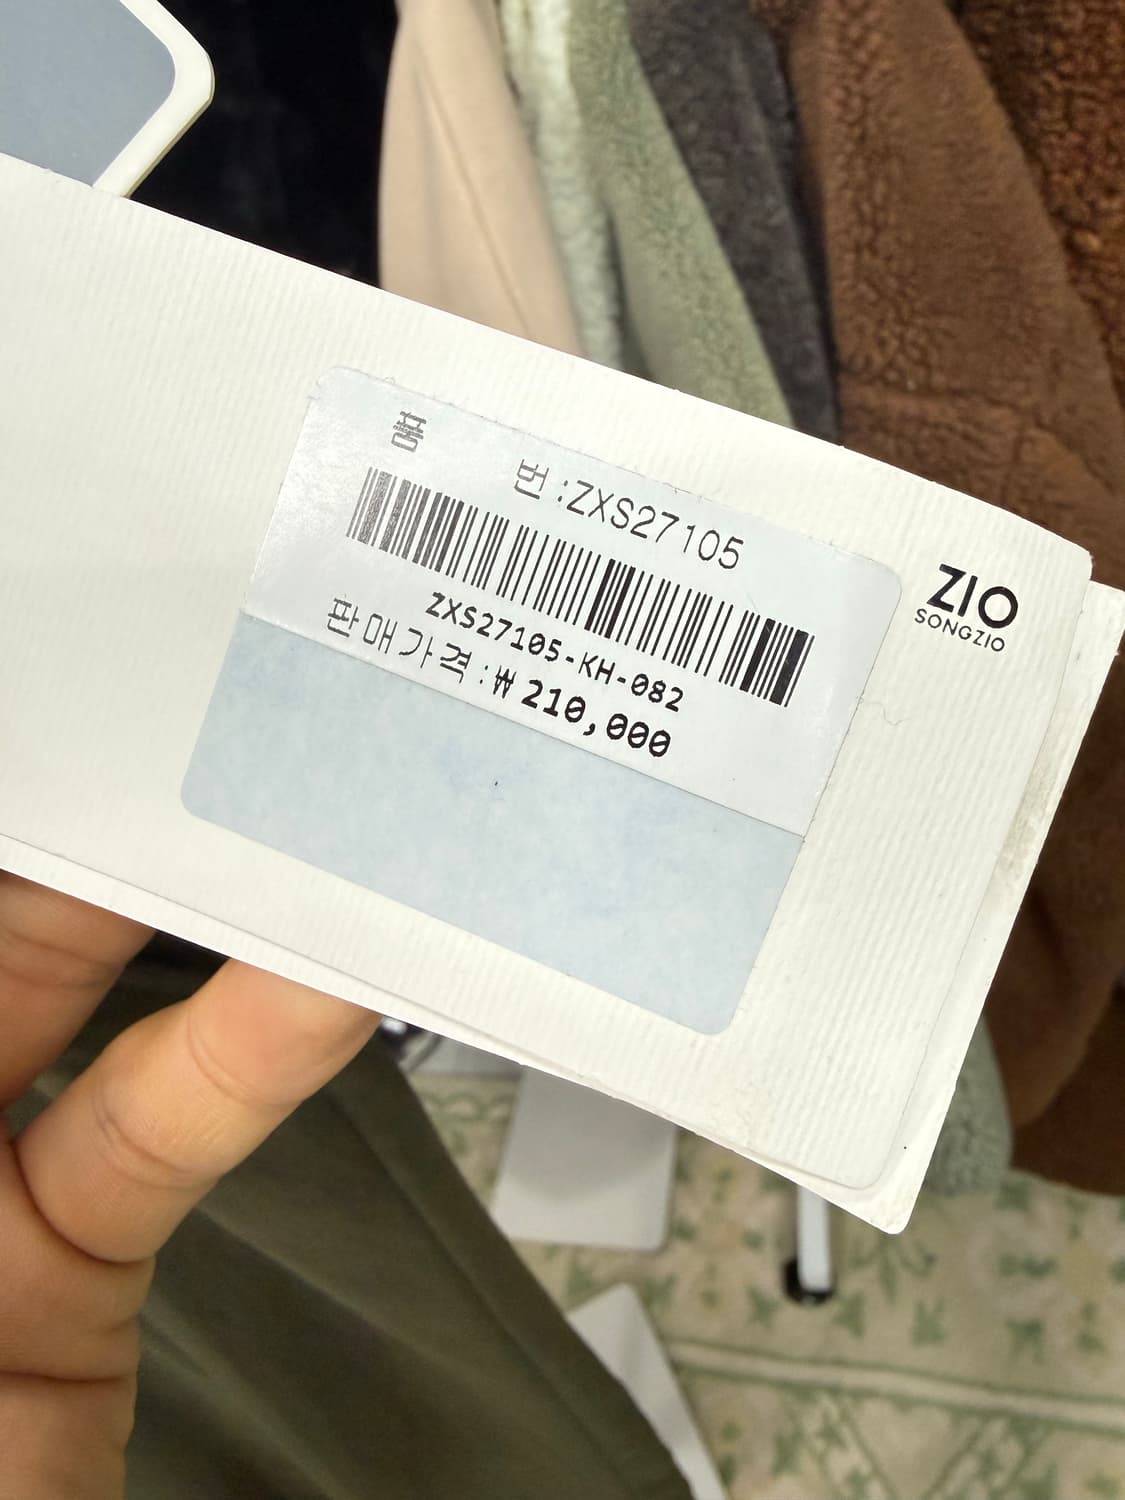 품 번 :ZXS27105
ZXS27105-KH-082
판매가격 :₩ 210,000
ZIO
SONGZIO